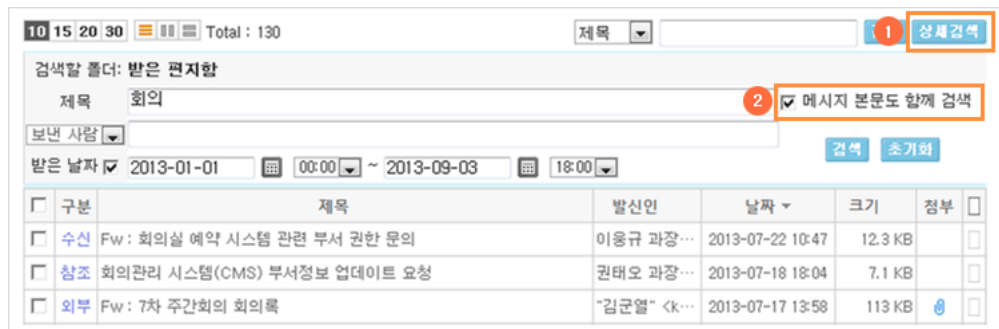 10 15 20 30 Total : 130 제목 1 상세검색
검색할 폴더: 받은 편지함
제목 회의 2 메시지 본문도 함께 검색
보낸 사람
검색 초기화
받은 날짜 2013-01-01 00:00 ~ 2013-09-03 18:00
구분 제목 발신인 날짜 크기 첨부
수신 Fw : 회의실 예약 시스템 관련 부서 권한 문의 이웅규 과장… 2013-07-22 10:47 12.3 KB
참조 회의관리 시스템(CMS) 부서정보 업데이트 요청 권태오 과장… 2013-07-18 18:04 7.1 KB
외부 Fw : 7차 주간회의 회의록 "김군열" <k… 2013-07-17 13:58 113 KB